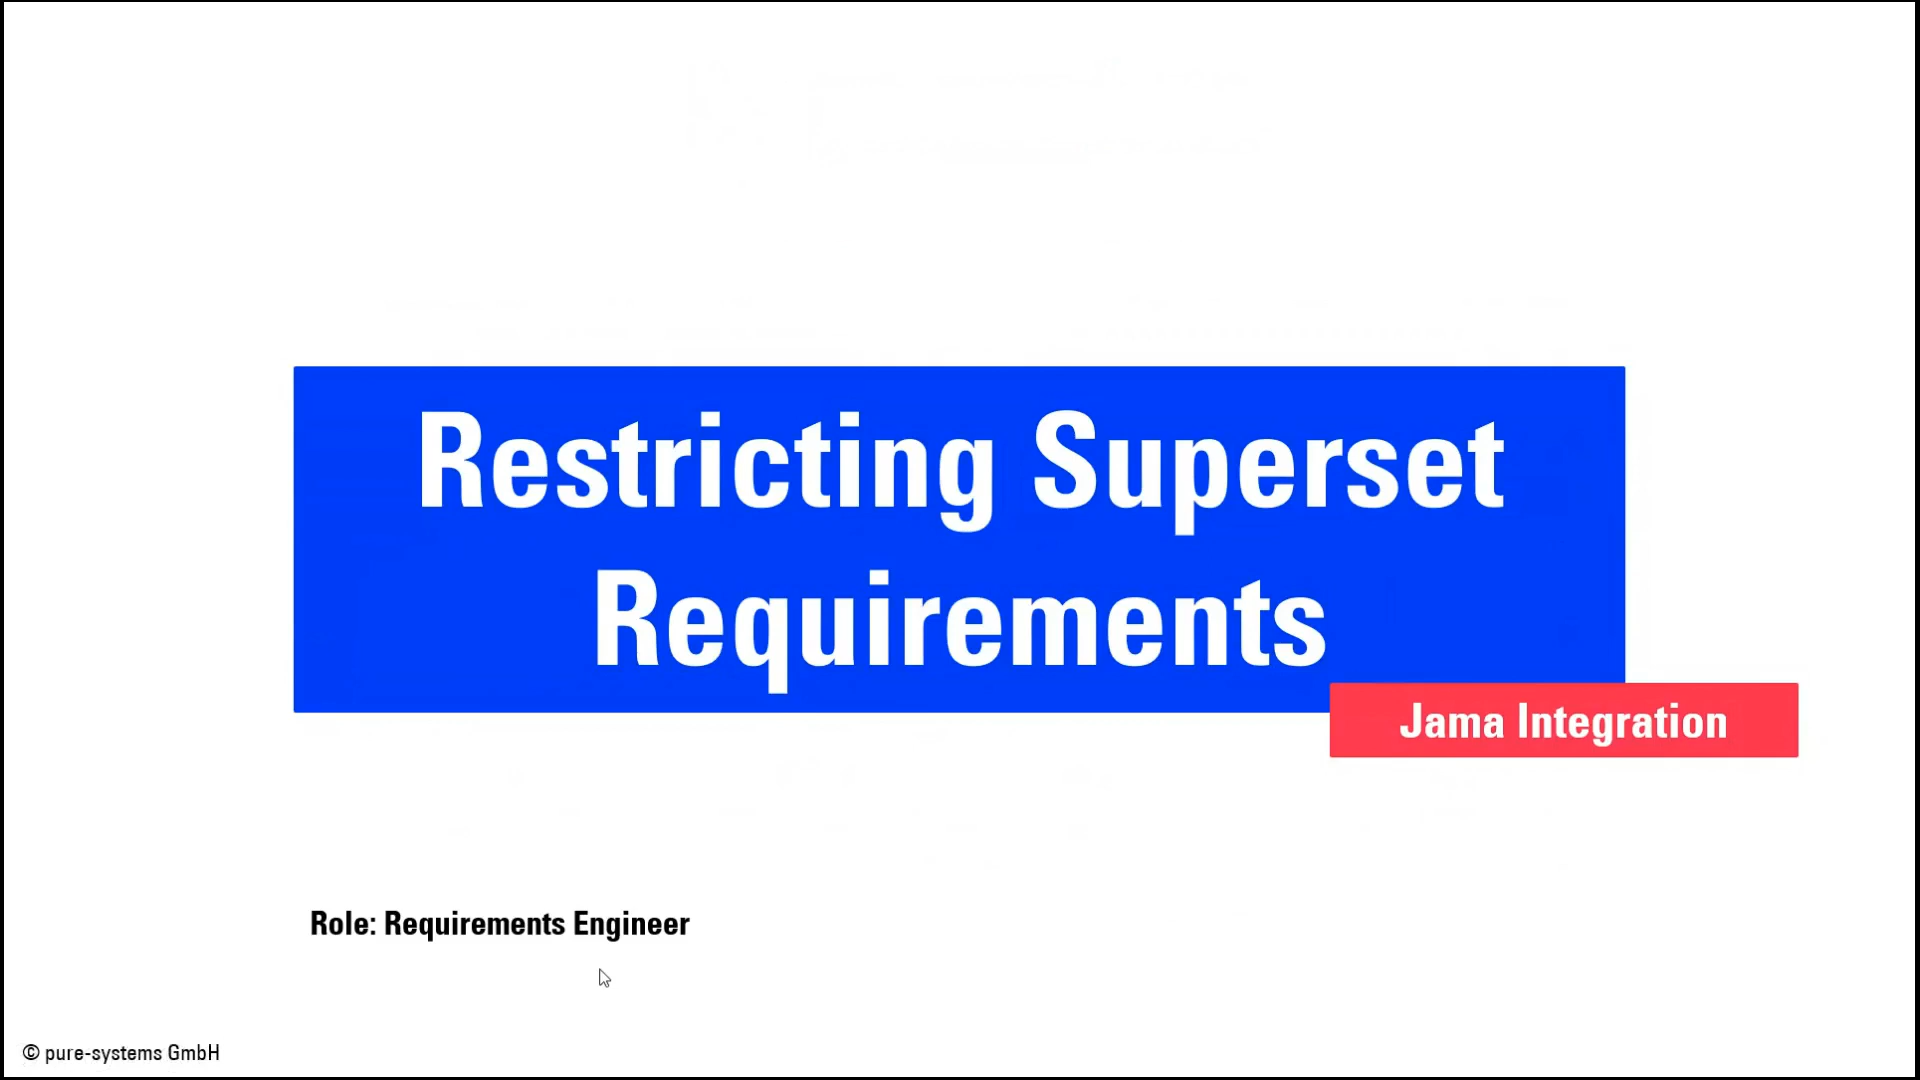 Restricting Superset
Requirements
Jama Integration
Role: Requirements Engineer
© pure-systems GmbH